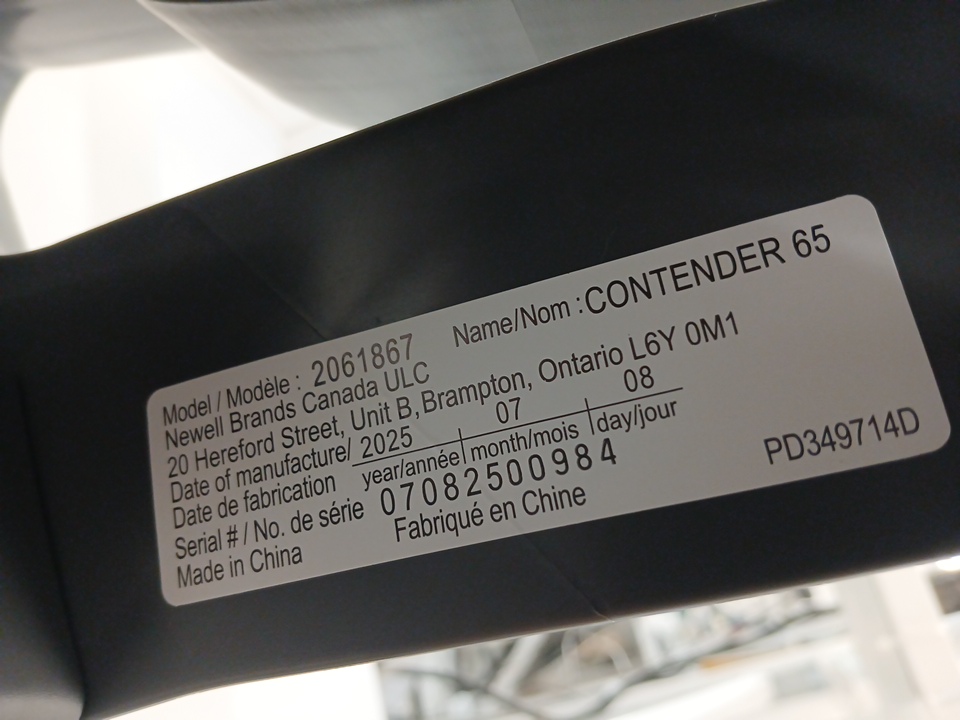 Model / Modèle : 2061867 Name/Nom :CONTENDER 65
Newell Brands Canada ULC
20 Hereford Street, Unit B, Brampton, Ontario L6Y 0M1
Date of manufacture/ 2025 07 08
Date de fabrication year/année month/mois day/jour
Serial # / No. de série 07082500984 PD349714D
Made in China Fabriqué en Chine